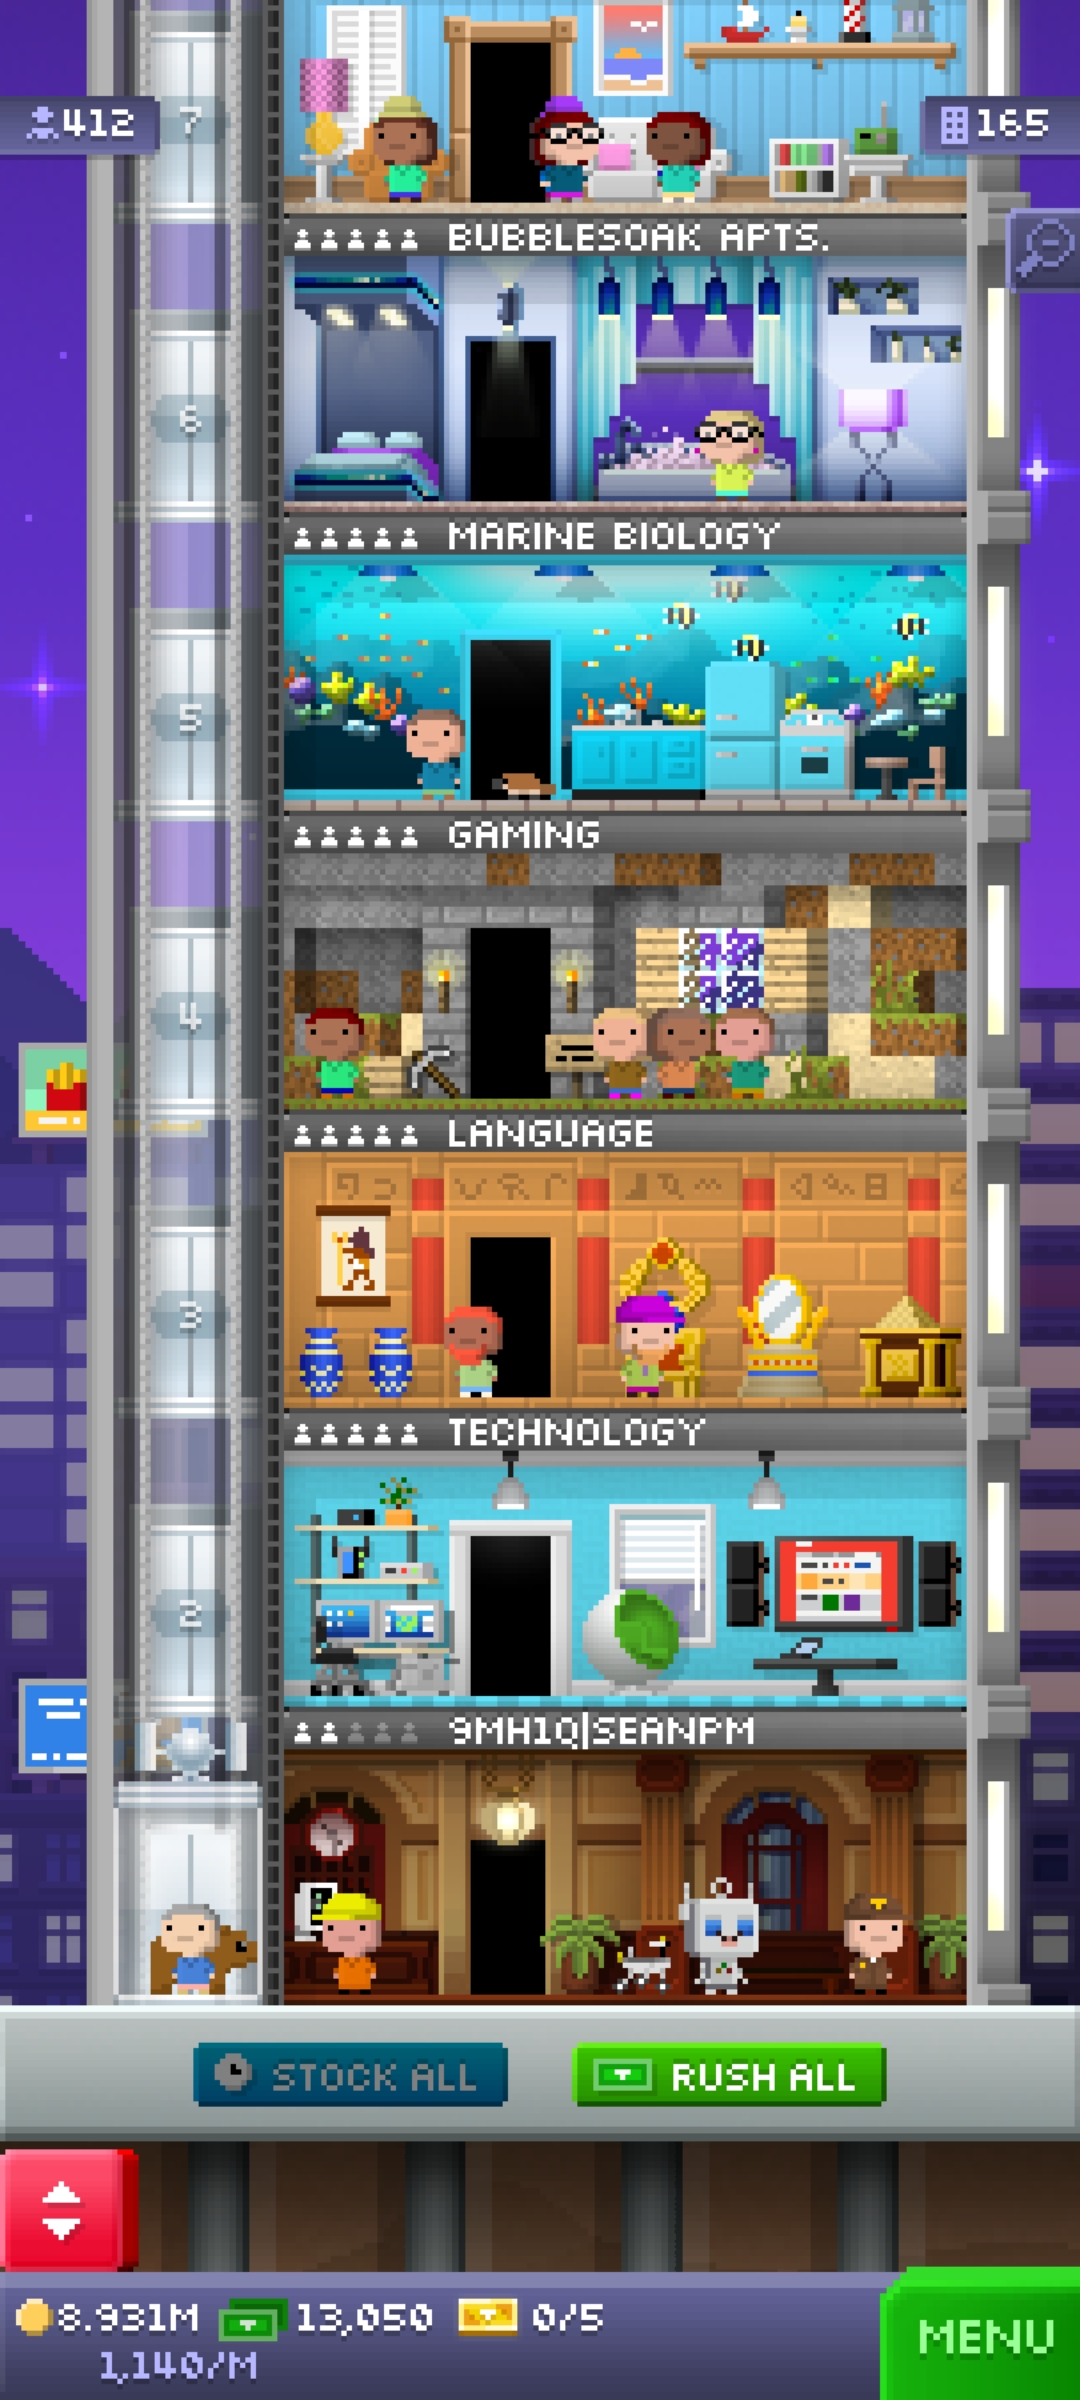 412
7
165
BUBBLESOAK APTS.
6
MARINE BIOLOGY
5
GAMING
4
LANGUAGE
3
TECHNOLOGY
2
9MH1Q|SEANPM
STOCK ALL
RUSH ALL
8.931M
13,050
0/5
1,140/M
MENU